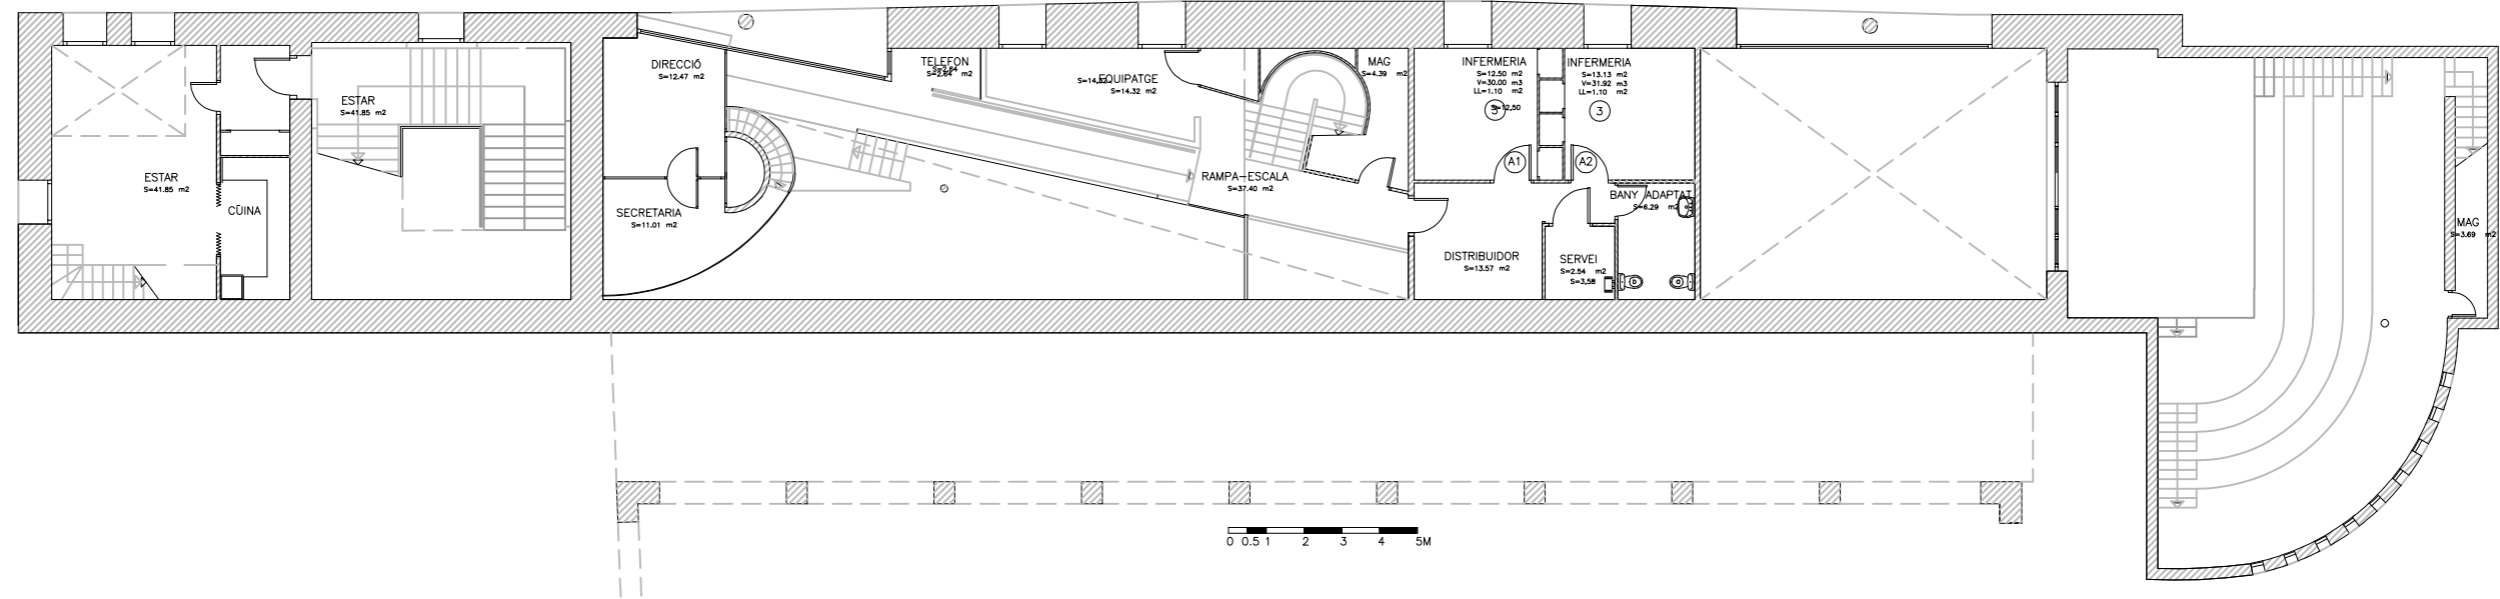 ESTAR
S=41.85 m2
CÜINA
ESTAR
S=41.85 m2
DIRECCIÓ
S=12.47 m2
SECRETARIA
S=11.01 m2
TELEFON
S=2.64 m2
EQUIPATGE
S=14.32 m2
RAMPA-ESCALA
S=37.40 m2
MAG
S=4.39 m2
INFERMERIA
S=12.50 m2
V=30.00 m3
LL=1.10 m2
S=12,50
INFERMERIA
S=13.13 m2
V=31.92 m3
LL=1.10 m2
3
A1
A2
BANY ADAPTAT
S=6.29 m2
DISTRIBUIDOR
S=13.57 m2
SERVEI
S=2.54 m2
S=3,58
MAG
S=3.69 m2
0 0.5 1 2 3 4 5M